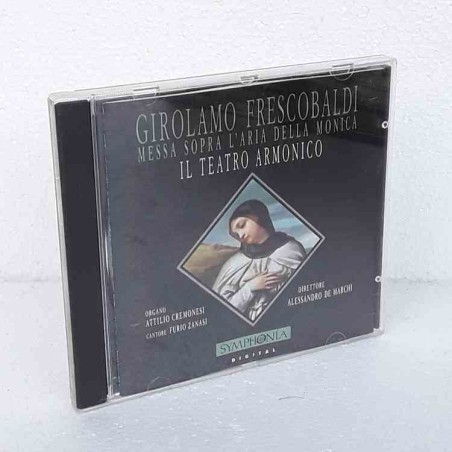 GIROLAMO FRESCOBALDI
MESSA SOPRA L'ARIA DELLA MONICA
IL TEATRO ARMONICO
ORGANO
ATTILIO CREMONESI
CANTORE FURIO ZANASI
DIRETTORE
ALESSANDRO DE MARCHI
SYMPHONIA
DIGITAL